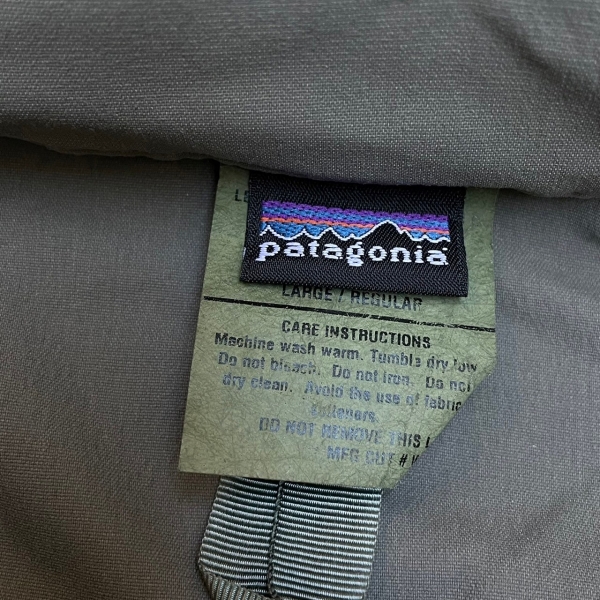 patagonia
LARGE / REGULAR
CARE INSTRUCTIONS
Machine wash warm. Tumble dry low
Do not bleach. Do not iron. Do not
dry clean. Avoid the use of fabric
softeners.
DO NOT REMOVE THIS
MFG CUT #